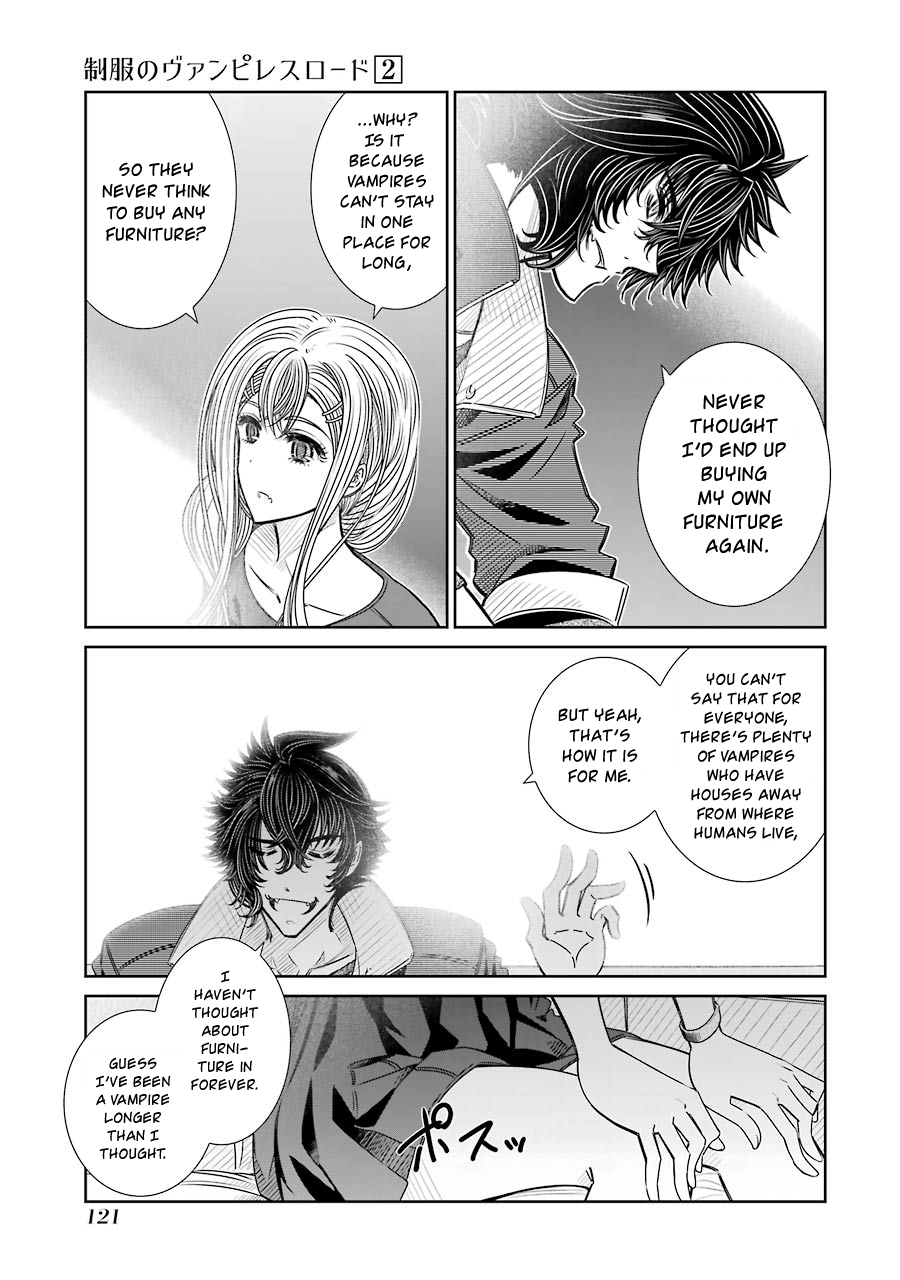 制服のヴァンピレスロード2
NEVER
THOUGHT
I'D END UP
BUYING
MY OWN
FURNITURE
AGAIN.
...WHY?
IS IT
BECAUSE
VAMPIRES
CAN'T STAY
IN ONE
PLACE FOR
LONG,
SO THEY
NEVER THINK
TO BUY ANY
FURNITURE?
YOU CAN'T
SAY THAT FOR
EVERYONE,
THERE'S PLENTY
OF VAMPIRES
WHO HAVE
HOUSES AWAY
FROM WHERE
HUMANS LIVE,
BUT YEAH,
THAT'S
HOW IT IS
FOR ME.
I
HAVEN'T
THOUGHT
ABOUT
FURNI-
TURE IN
FOREVER.
GUESS
I'VE BEEN
A VAMPIRE
LONGER
THAN I
THOUGHT.
ポスッ
121